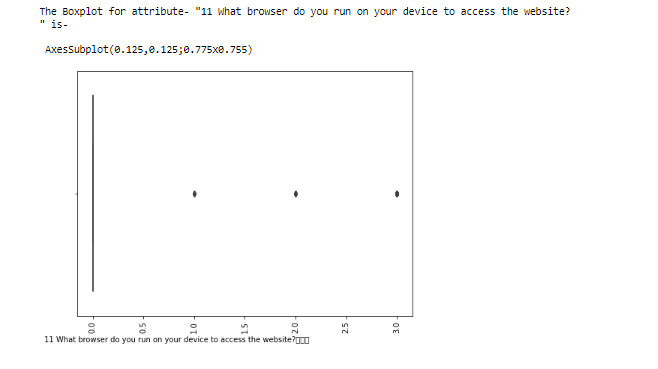 The Boxplot for attribute- "11 What browser do you run on your device to access the website?
" is-
AxesSubplot(0.125,0.125;0.775x0.755)
0.0
0.5
1.0
1.5
2.0
2.5
3.0
11 What browser do you run on your device to access the website?▯▯▯